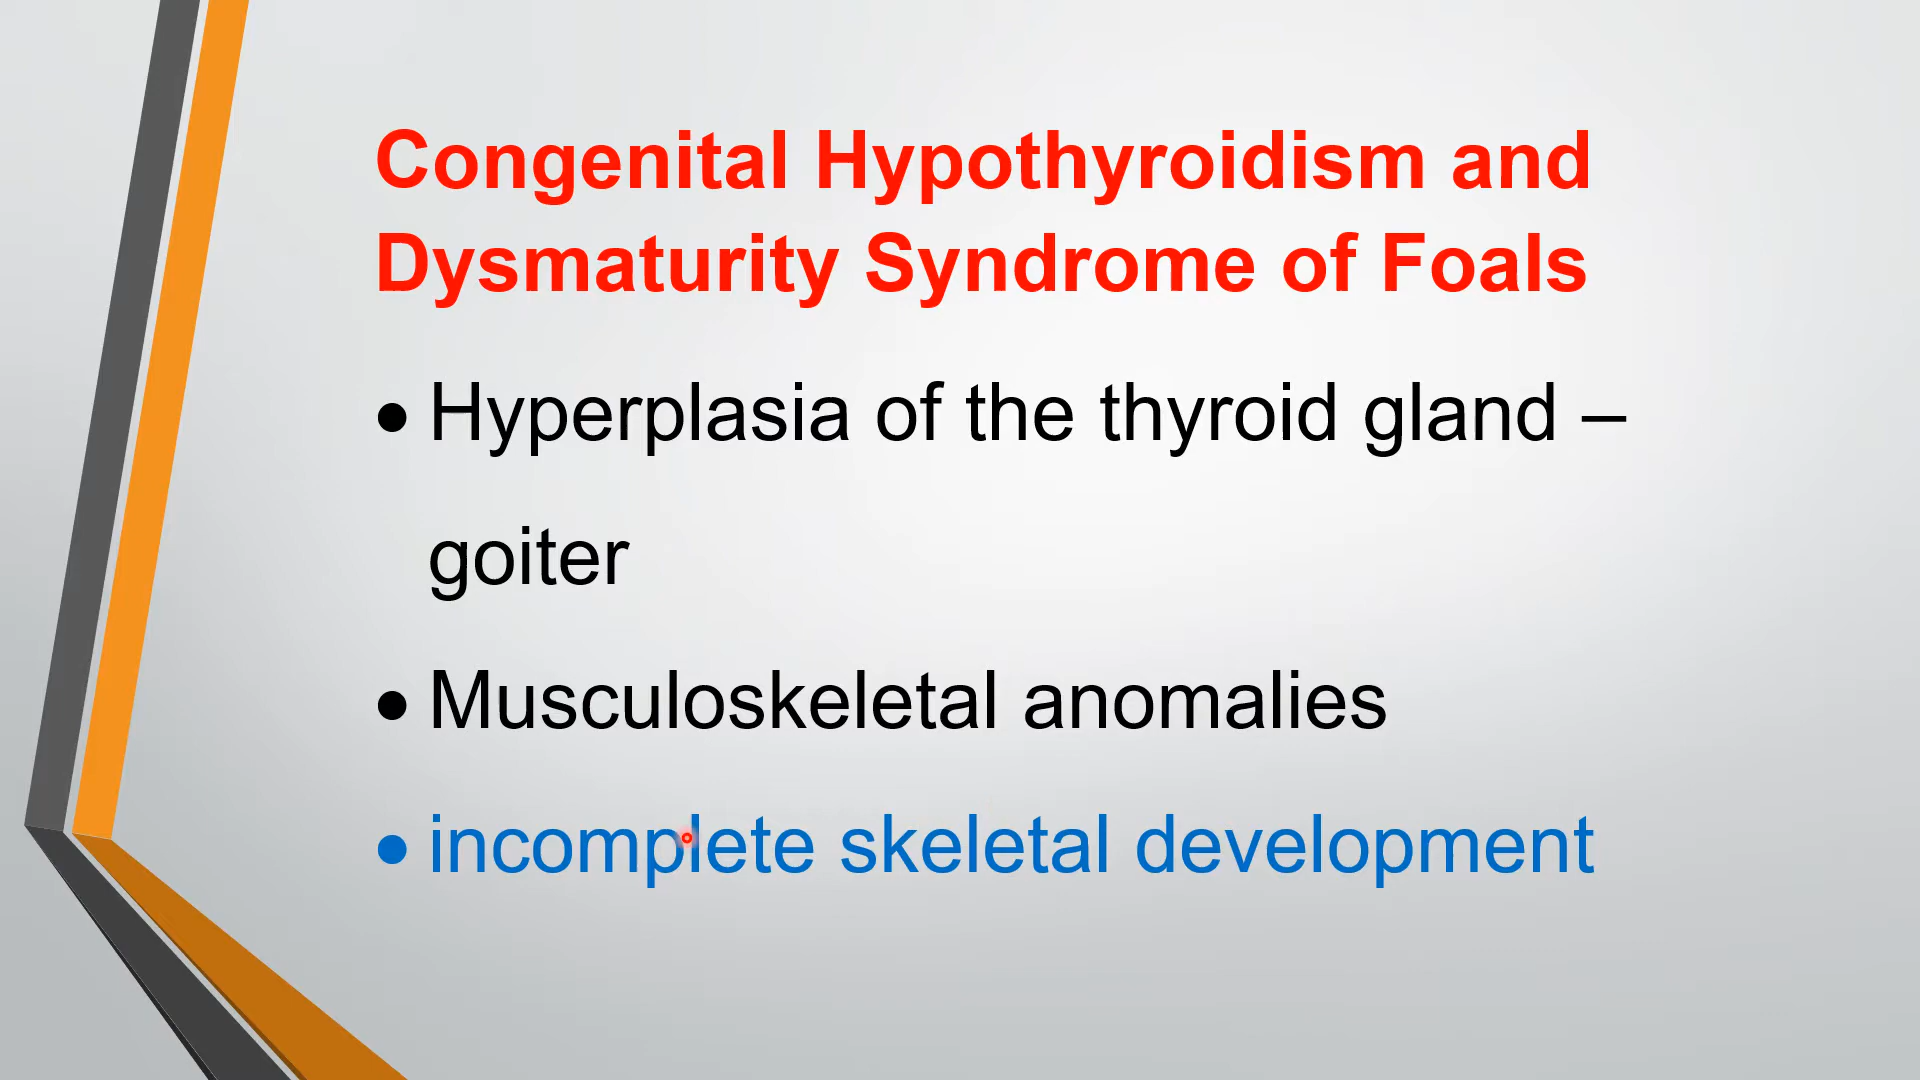 Congenital Hypothyroidism and
Dysmaturity Syndrome of Foals
• Hyperplasia of the thyroid gland –
goiter
• Musculoskeletal anomalies
• incomplete skeletal development